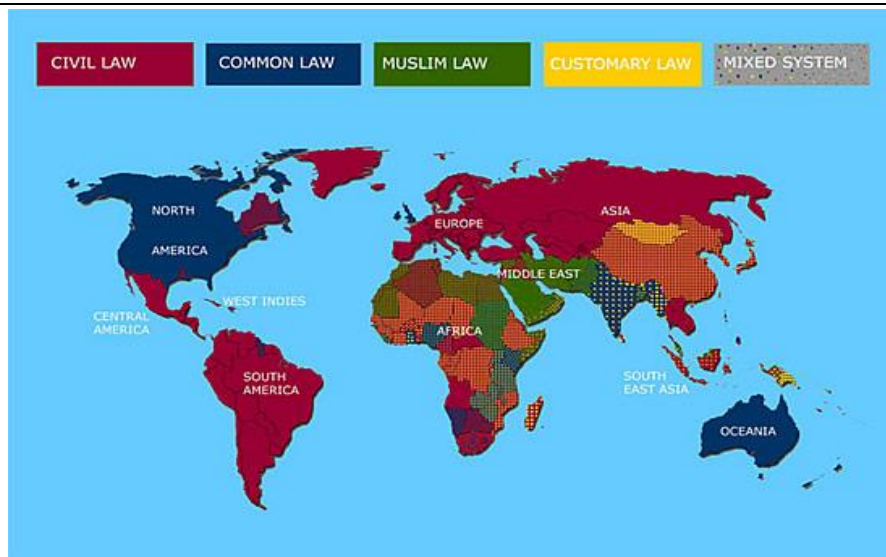 CIVIL LAW
COMMON LAW
MUSLIM LAW
CUSTOMARY LAW
MIXED SYSTEM
NORTH
AMERICA
EUROPE
ASIA
MIDDLE EAST
WEST INDIES
CENTRAL
AMERICA
AFRICA
SOUTH
AMERICA
SOUTH
EAST ASIA
OCEANIA